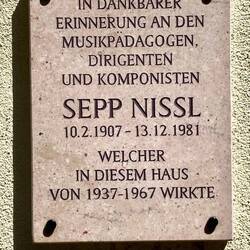 IN DANKBARER
ERINNERUNG AN DEN
MUSIKPÄDAGOGEN,
DIRIGENTEN
UND KOMPONISTEN
SEPP NISSL
10.2.1907 - 13.12.1981
WELCHER
IN DIESEM HAUS
VON 1937-1967 WIRKTE